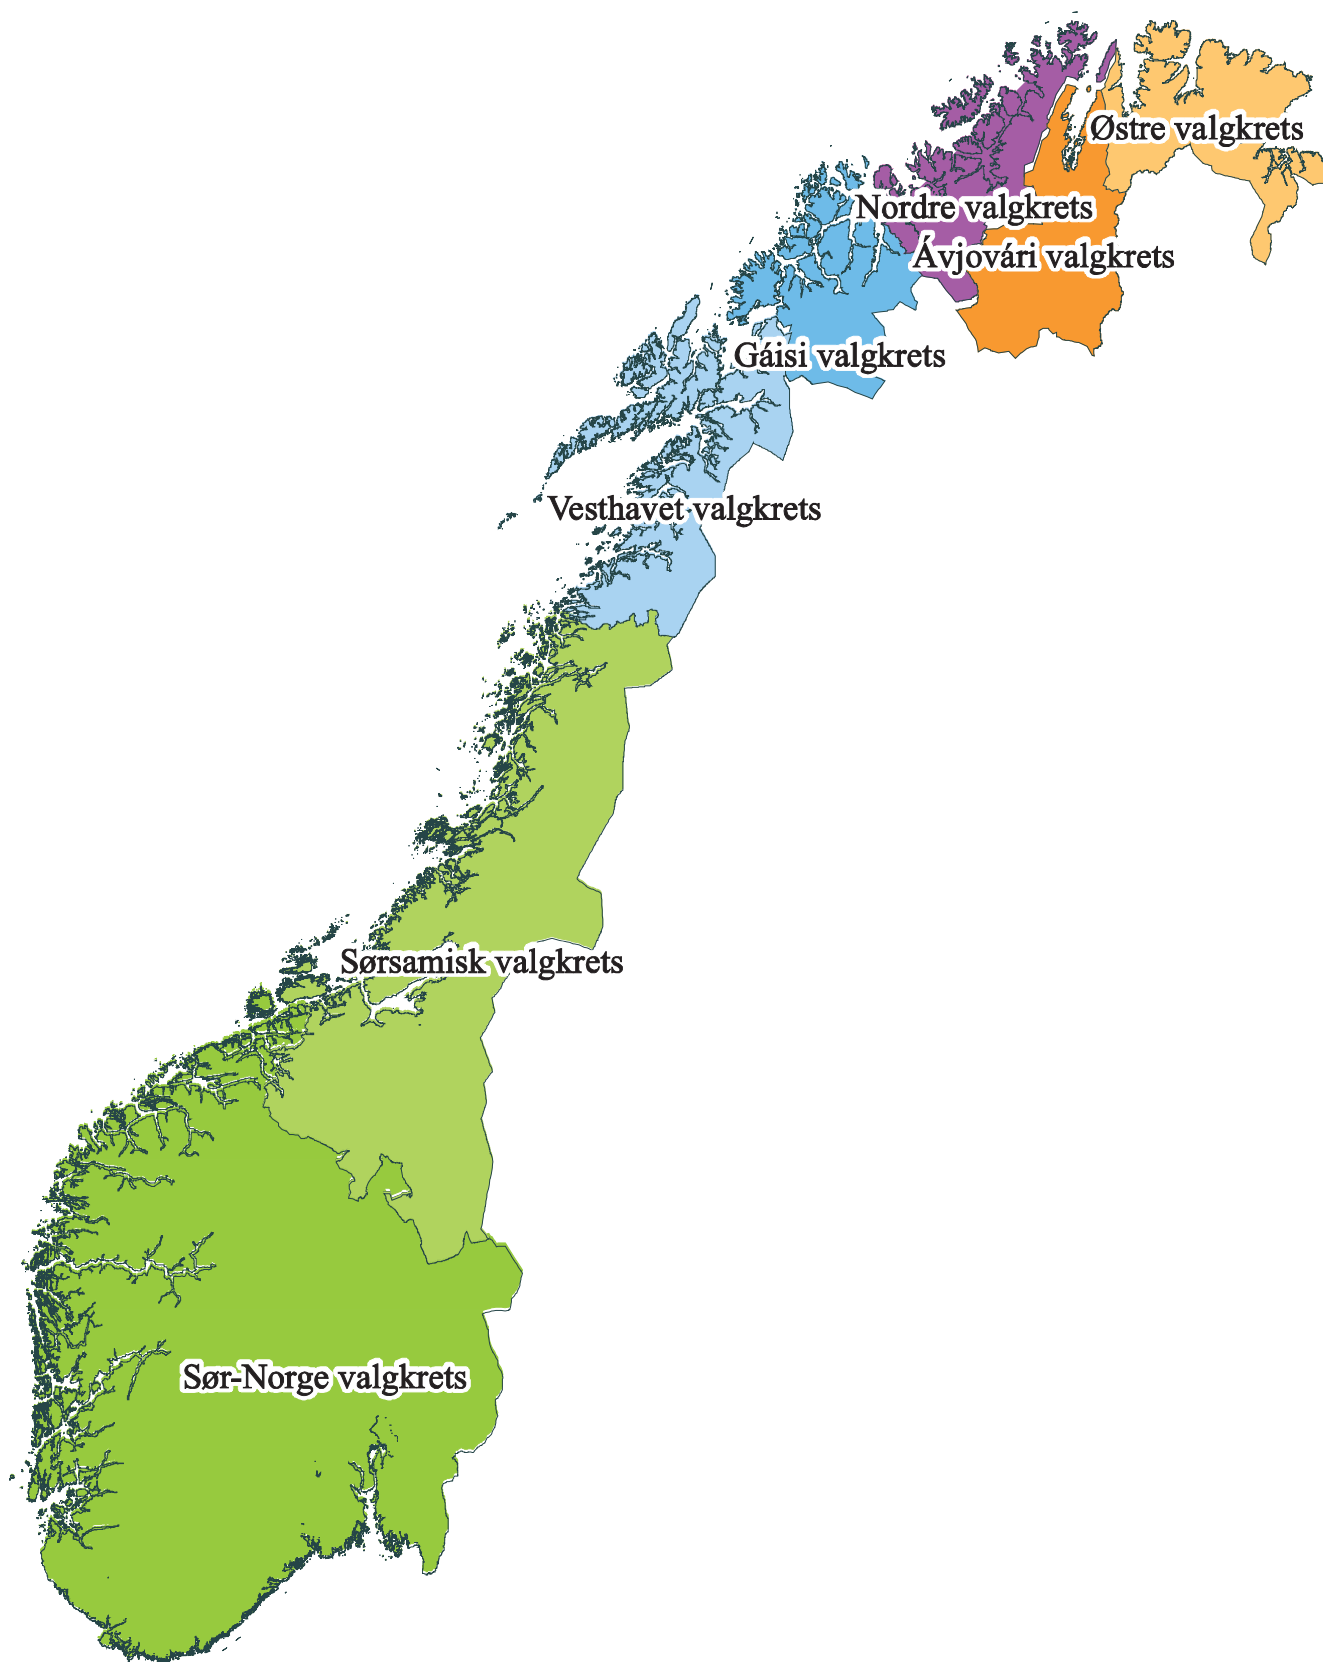 Østre valgkrets
Nordre valgkrets
Ávjovári valgkrets
Gáisi valgkrets
Vesthavet valgkrets
Sørsamisk valgkrets
Sør-Norge valgkrets